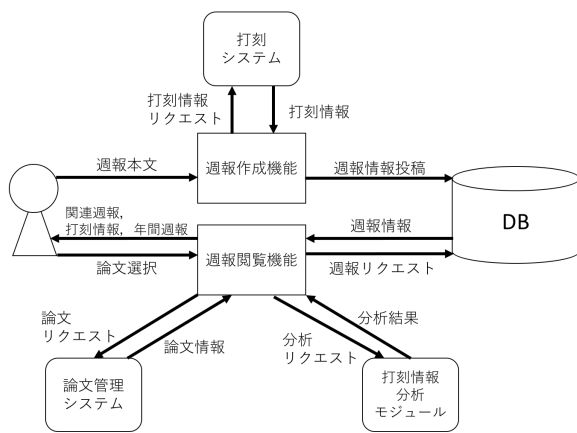 打刻
システム
打刻情報
リクエスト
打刻情報
週報本文
週報作成機能
週報情報投稿
関連週報,
打刻情報，年間週報
論文選択
週報閲覧機能
週報情報
週報リクエスト
DB
論文
リクエスト
論文情報
分析
リクエスト
分析結果
論文管理
システム
打刻情報
分析
モジュール